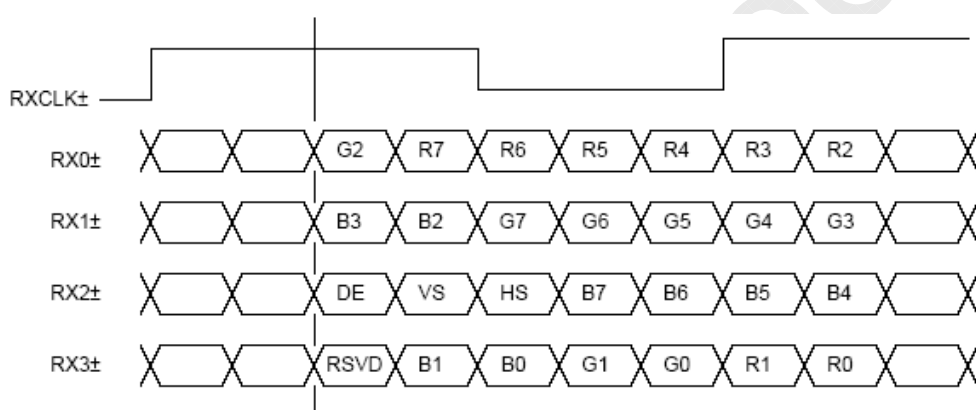 RXCLK±
RX0± G2 R7 R6 R5 R4 R3 R2
RX1± B3 B2 G7 G6 G5 G4 G3
RX2± DE VS HS B7 B6 B5 B4
RX3± RSVD B1 B0 G1 G0 R1 R0